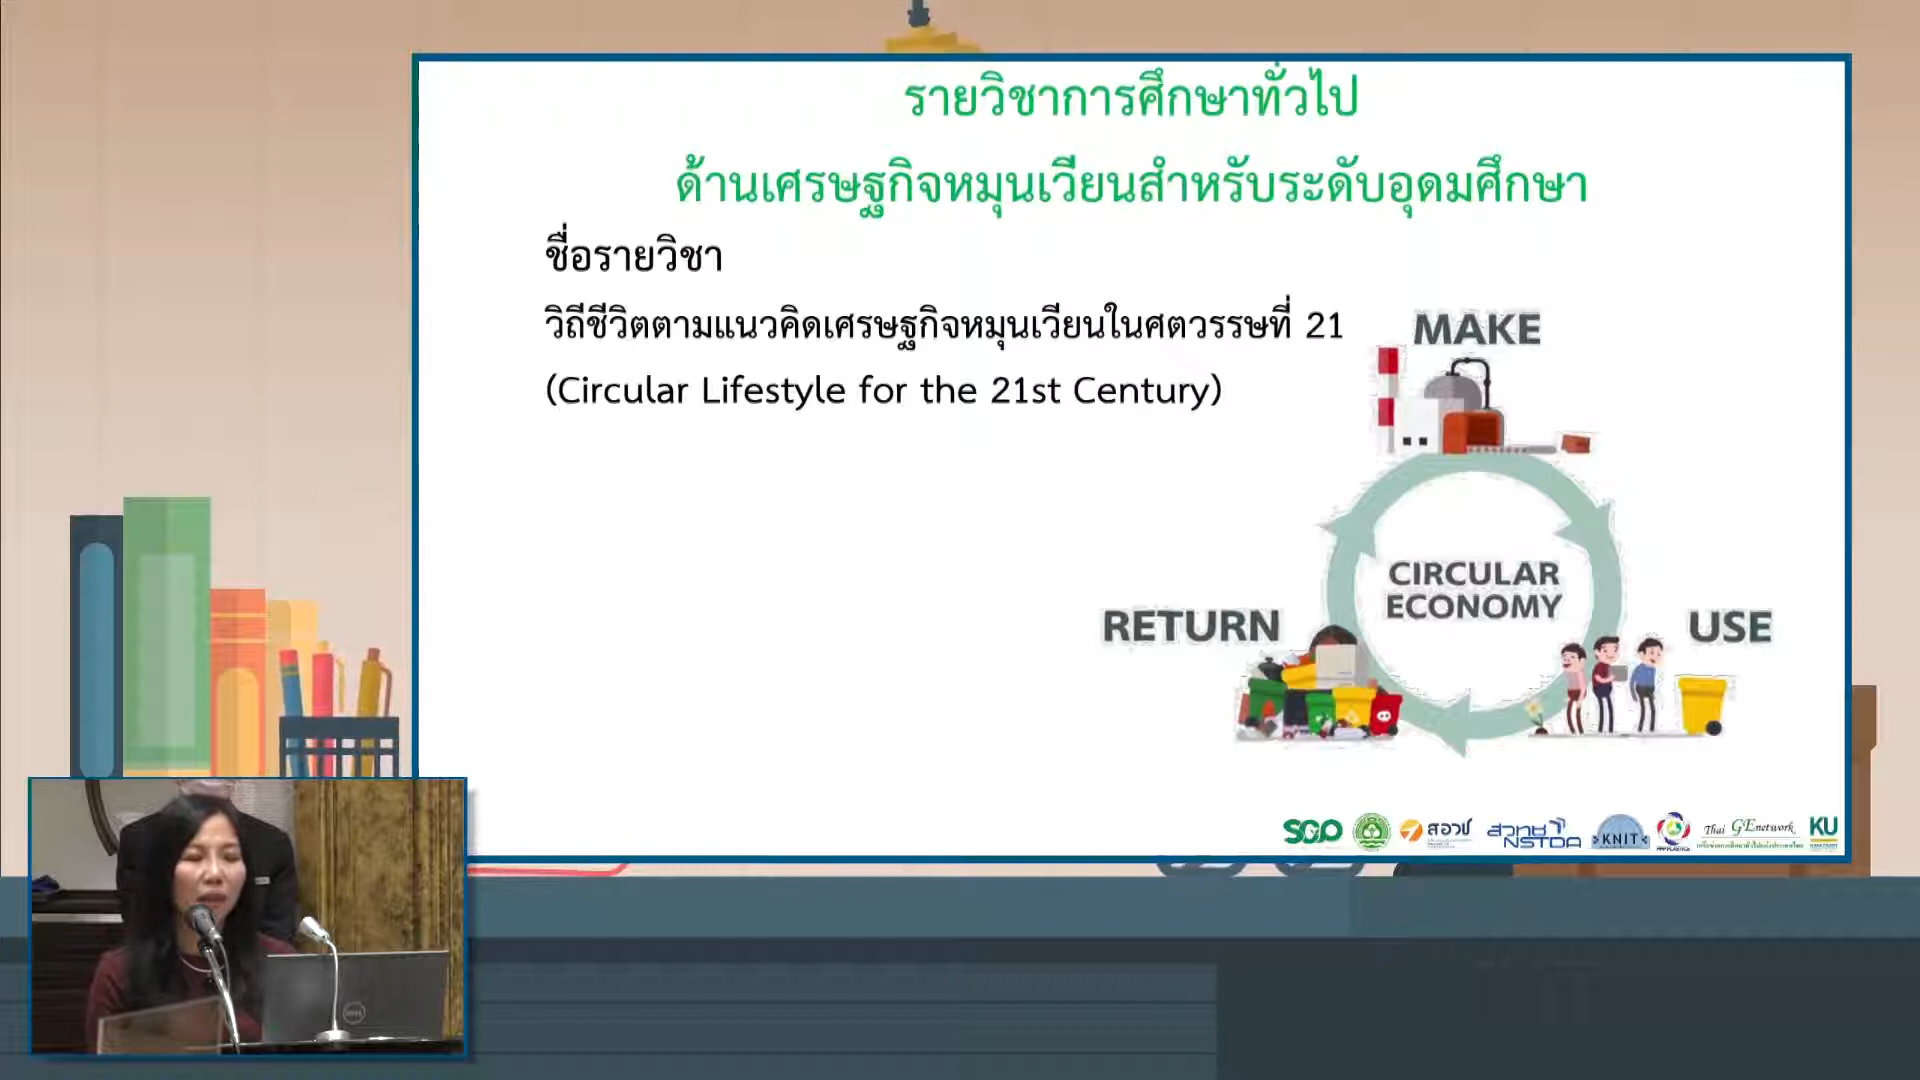 รายวิชาการศึกษาทั่วไป
ด้านเศรษฐกิจหมุนเวียนสำหรับระดับอุดมศึกษา
ชื่อรายวิชา
วิถีชีวิตตามแนวคิดเศรษฐกิจหมุนเวียนในศตวรรษที่ 21
(Circular Lifestyle for the 21st Century)
MAKE
CIRCULAR
ECONOMY
RETURN
USE
สอวช
สวทช
NSTDA
KNIT
Thai GEnetwork
KU